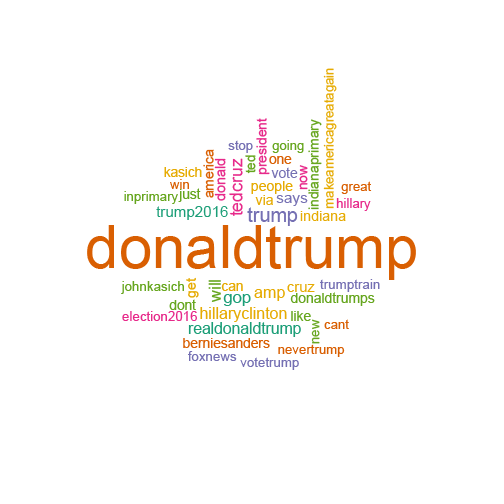 makeamericagreatagain
indianaprimary
president
stop
going
america
donald
tedcruz
ted
one
now
kasich
vote
win
people
great
inprimary
just
via
says
hillary
trump2016
trump
indiana
donaldtrump
johnkasich
get
will
can
cruz
trumptrain
gop
amp
donaldtrumps
dont
election2016
hillaryclinton
like
new
cant
realdonaldtrump
berniesanders
nevertrump
foxnews
votetrump